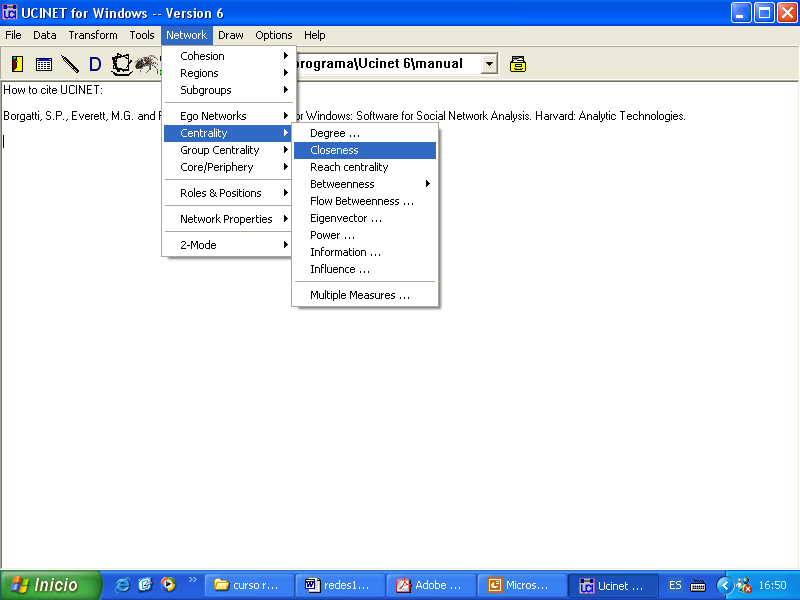 UCINET for Windows -- Version 6
File Data Transform Tools Network Draw Options Help
D programa\Ucinet 6\manual
How to cite UCINET:
Borgatti, S.P., Everett, M.G. and or Windows: Software for Social Network Analysis. Harvard: Analytic Technologies.
Cohesion
Regions
Subgroups
Ego Networks
Centrality
Group Centrality
Core/Periphery
Roles & Positions
Network Properties
2-Mode
Degree ...
Closeness
Reach centrality
Betweenness
Flow Betweenness ...
Eigenvector ...
Power ...
Information ...
Influence ...
Multiple Measures ...
Inicio curso r... redes1... Adobe ... Micros... Ucinet ... ES 16:50